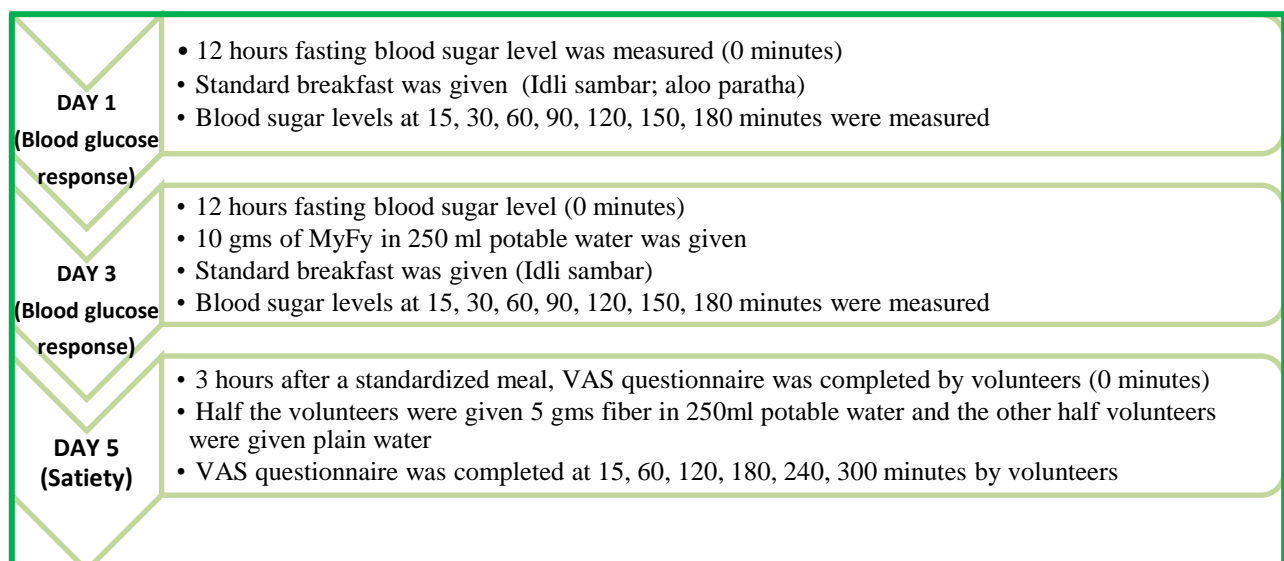 DAY 1
(Blood glucose
response)
• 12 hours fasting blood sugar level was measured (0 minutes)
• Standard breakfast was given (Idli sambar; aloo paratha)
• Blood sugar levels at 15, 30, 60, 90, 120, 150, 180 minutes were measured
DAY 3
(Blood glucose
response)
• 12 hours fasting blood sugar level (0 minutes)
• 10 gms of MyFy in 250 ml potable water was given
• Standard breakfast was given (Idli sambar)
• Blood sugar levels at 15, 30, 60, 90, 120, 150, 180 minutes were measured
DAY 5
(Satiety)
• 3 hours after a standardized meal, VAS questionnaire was completed by volunteers (0 minutes)
• Half the volunteers were given 5 gms fiber in 250ml potable water and the other half volunteers
were given plain water
• VAS questionnaire was completed at 15, 60, 120, 180, 240, 300 minutes by volunteers